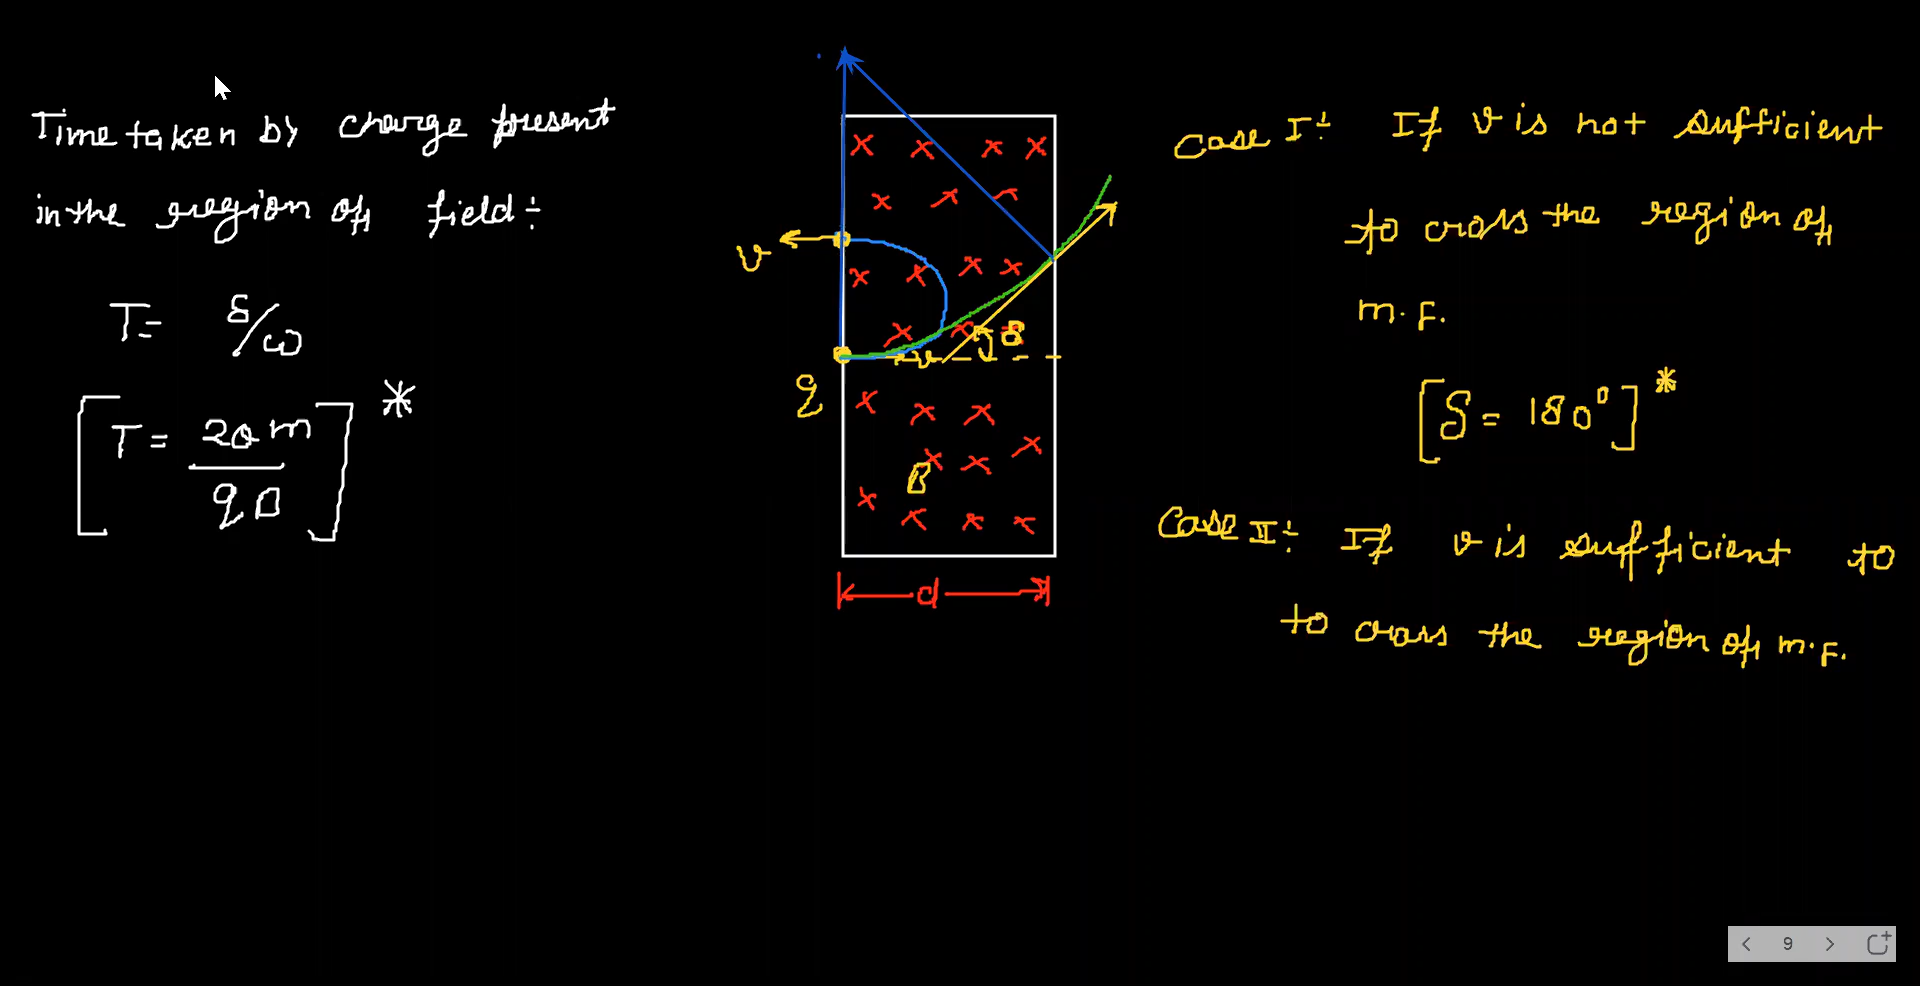 Time taken by charge present
in the region of field :-
T = δ/ω
[ T = 2θm / qB ] *
v
v
δ
q
B
d
Case I :- If v is not sufficient
to cross the region of
m.F.
[ δ = 180° ] *
Case II :- If v is sufficient to
to cross the region of m.F.
9